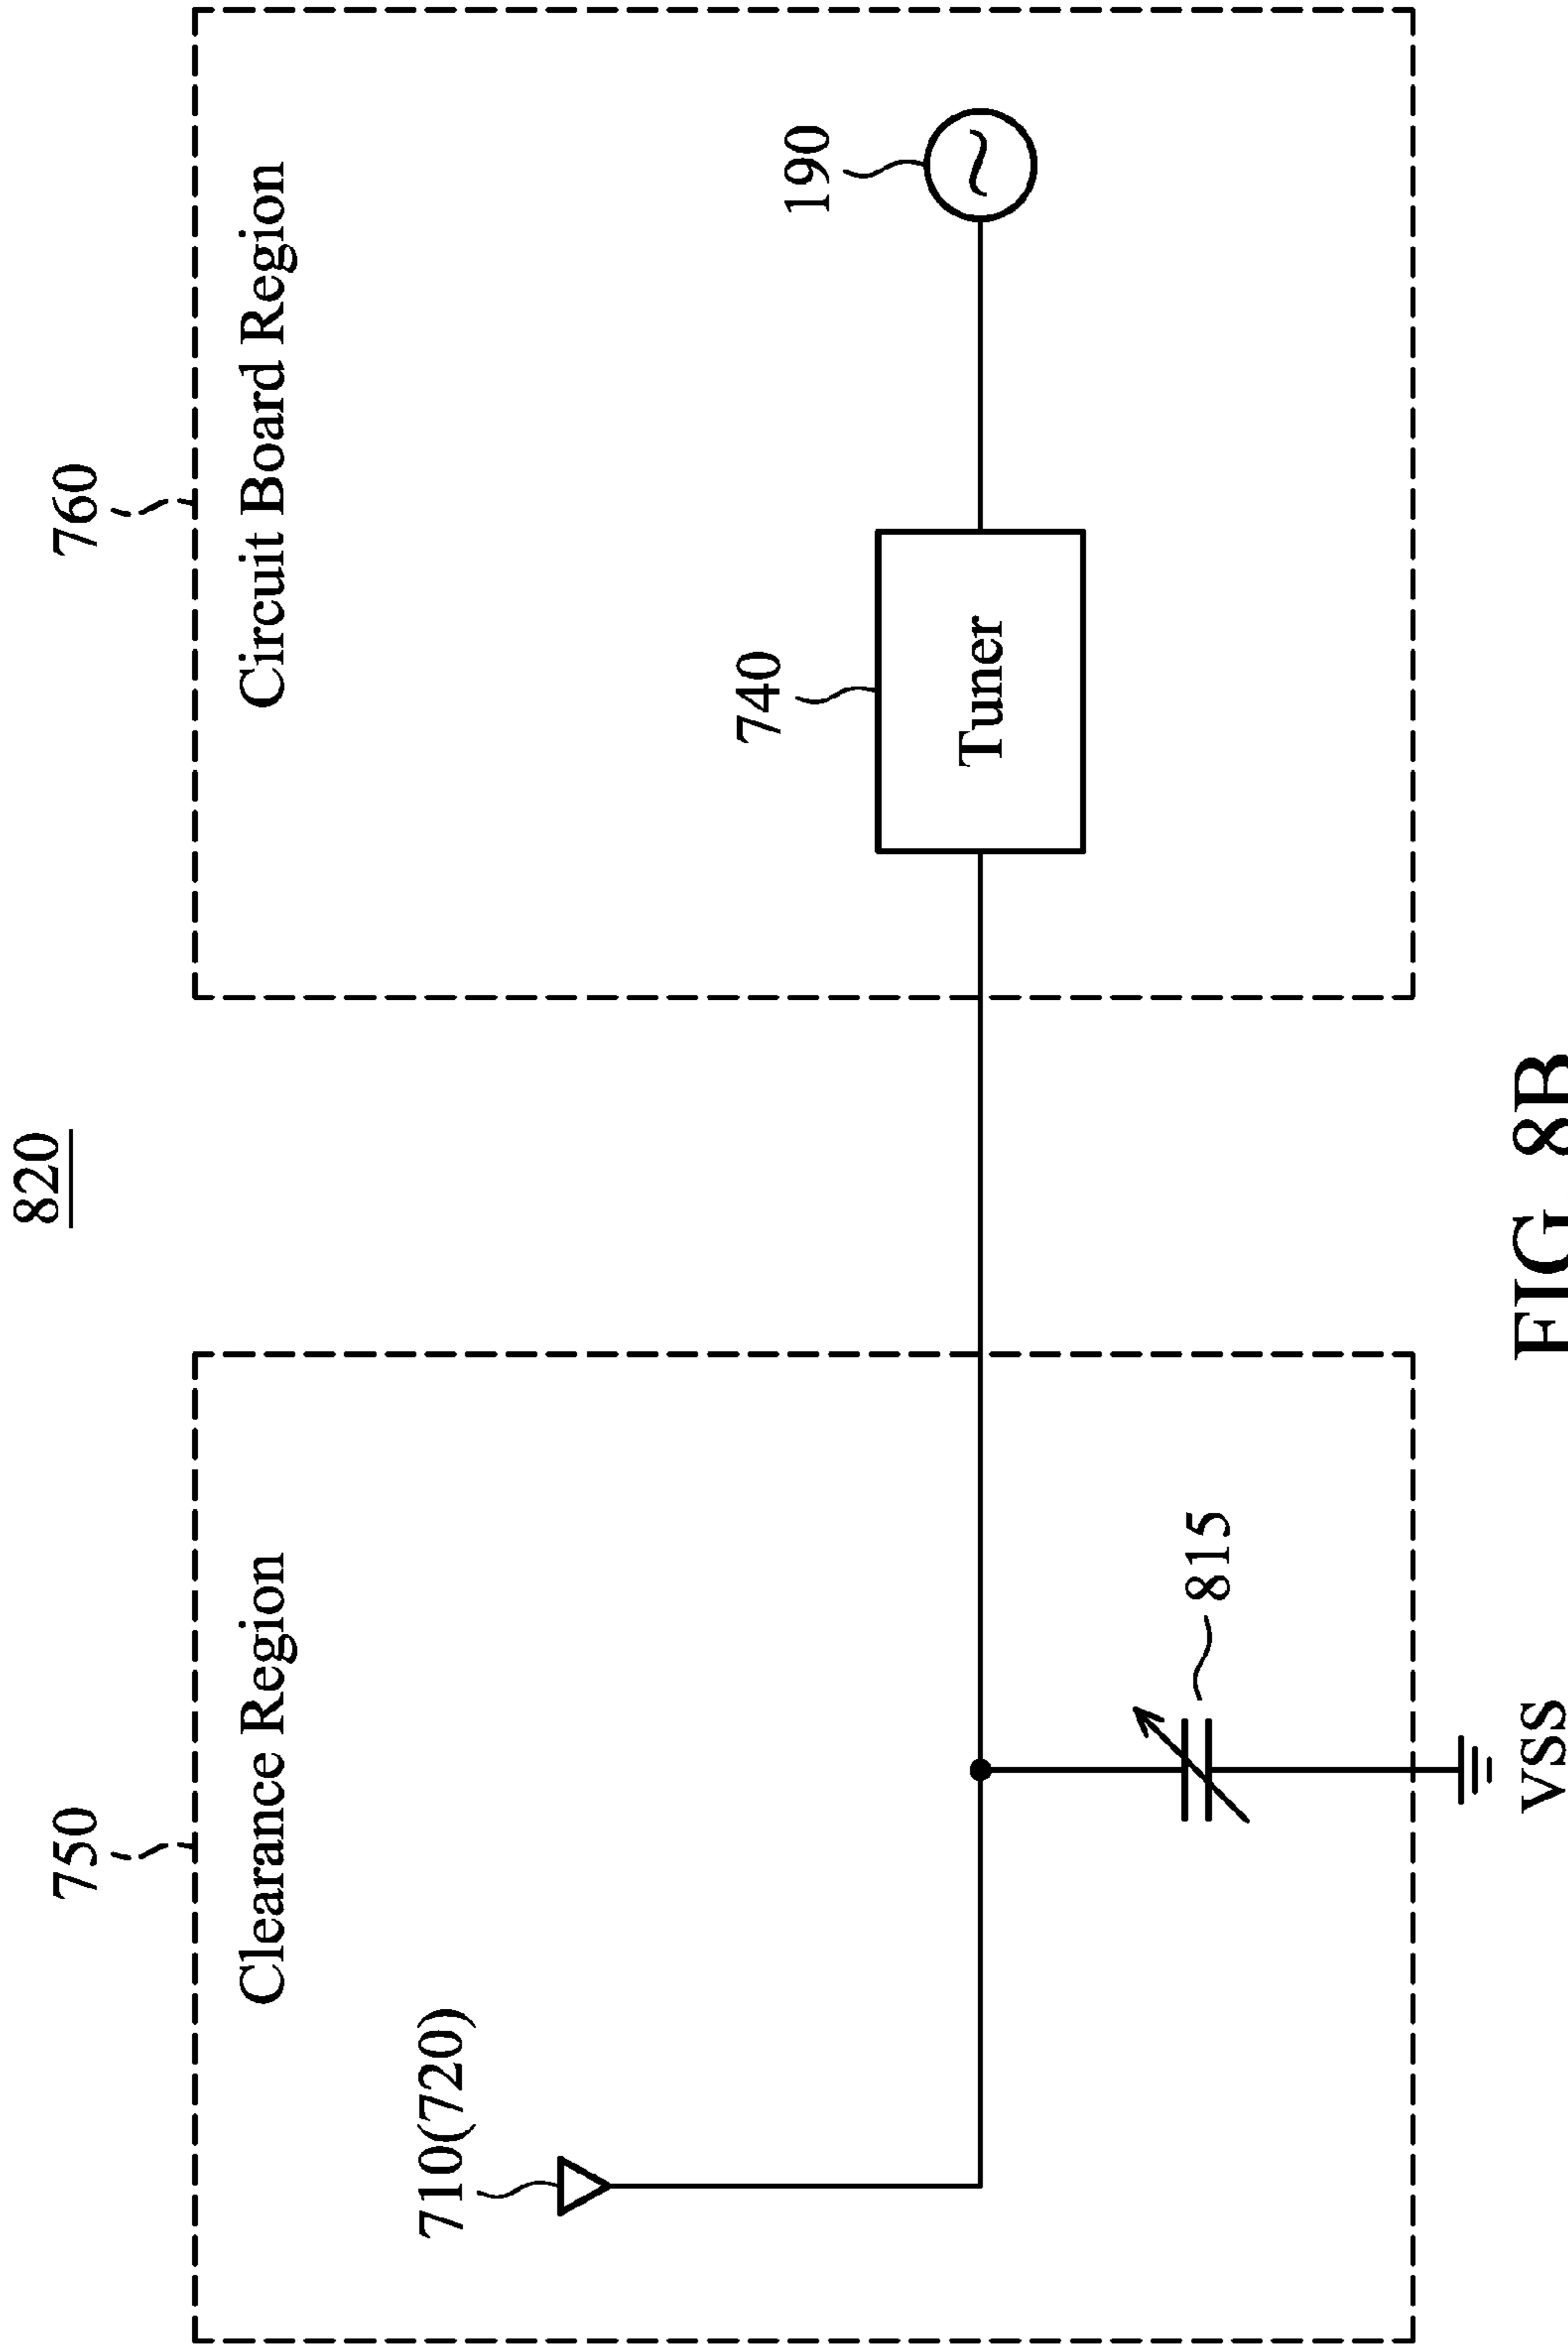 820
750
760
Clearance Region
Circuit Board Region
710(720)
740
190
Tuner
815
VSS
FIG. 8B